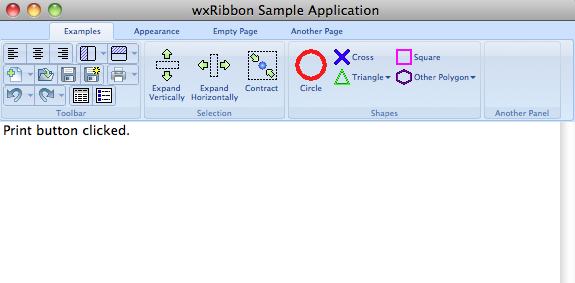 wxRibbon Sample Application
Examples Appearance Empty Page Another Page
Expand Vertically
Expand Horizontally
Contract
Circle
Cross
Triangle
Square
Other Polygon
Toolbar Selection Shapes Another Panel
Print button clicked.